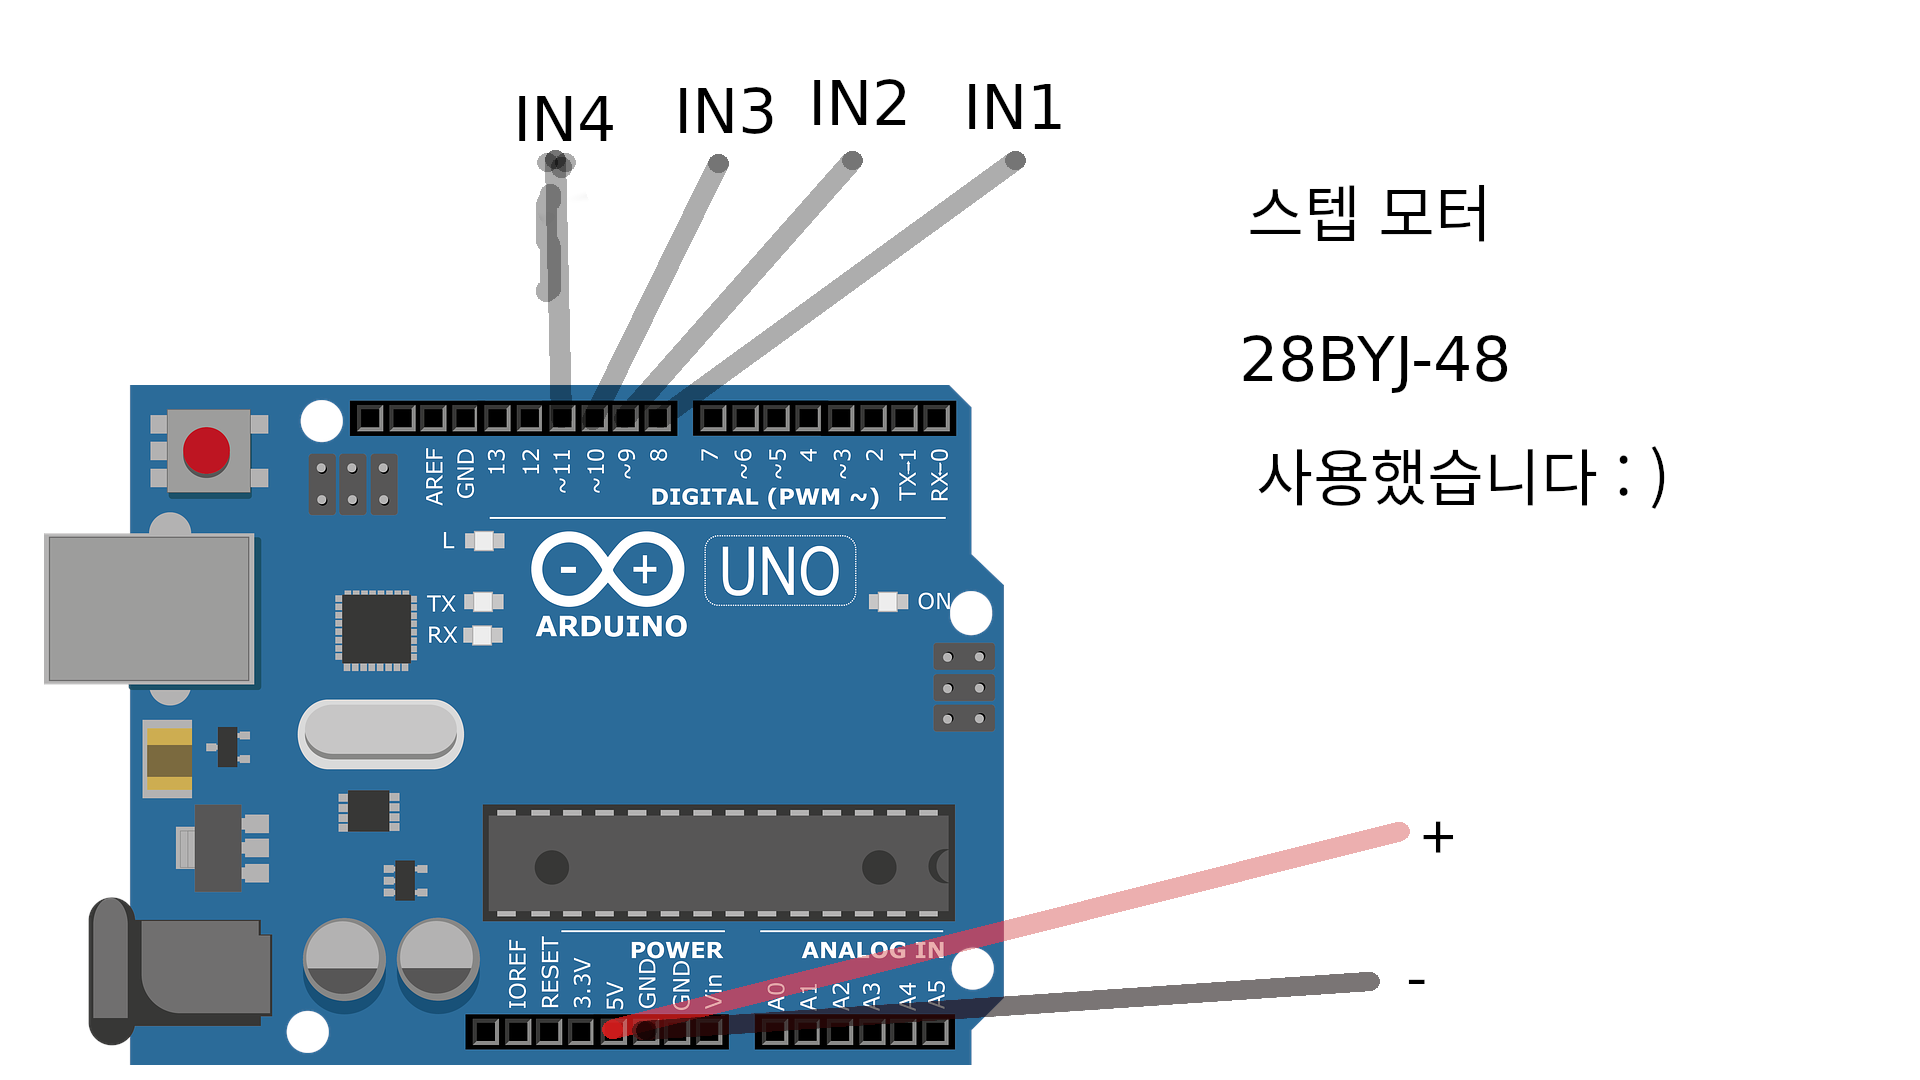 IN4 IN3 IN2 IN1
스텝 모터
28BYJ-48
사용했습니다 : )
AREF GND 13 12 ~11 ~10 ~9 8 7 ~6 ~5 4 ~3 2 TX→1 RX←0
DIGITAL (PWM ~)
L
- +
UNO
TX
ON
ARDUINO
RX
+
POWER ANALOG IN
IOREF RESET 3.3V 5V GND GND Vin A0 A1 A2 A3 A4 A5
-